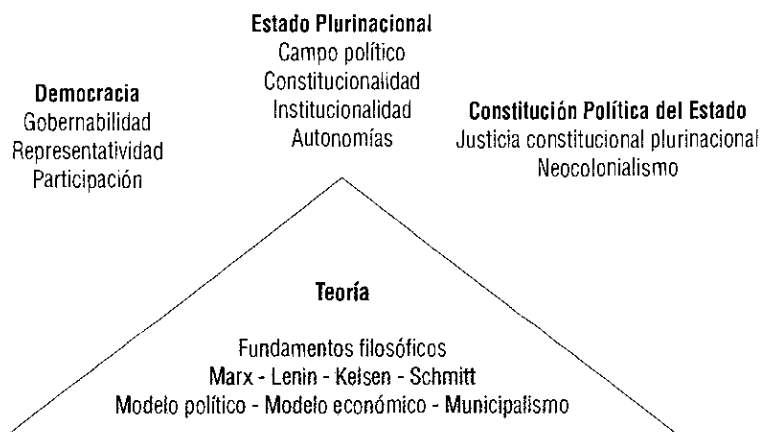 Estado Plurinacional
Campo político
Constitucionalidad
Institucionalidad
Autonomías
Democracia
Gobernabilidad
Representatividad
Participación
Constitución Política del Estado
Justicia constitucional plurinacional
Neocolonialismo
Teoría
Fundamentos filosóficos
Marx - Lenin - Kelsen - Schmitt
Modelo político - Modelo económico - Municipalismo